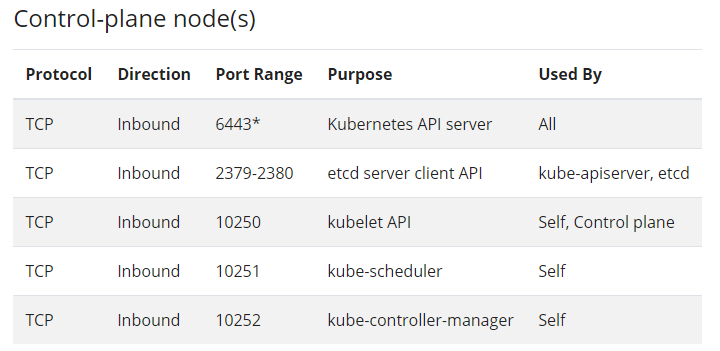 Control-plane node(s)
Protocol Direction Port Range Purpose Used By
TCP Inbound 6443* Kubernetes API server All
TCP Inbound 2379-2380 etcd server client API kube-apiserver, etcd
TCP Inbound 10250 kubelet API Self, Control plane
TCP Inbound 10251 kube-scheduler Self
TCP Inbound 10252 kube-controller-manager Self